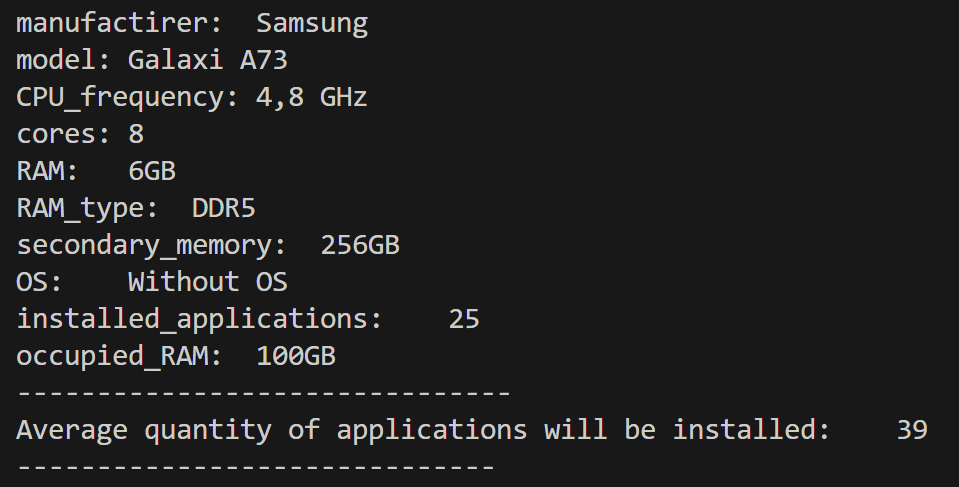 manufactirer:  Samsung
model: Galaxi A73
CPU_frequency: 4,8 GHz
cores: 8
RAM:   6GB
RAM_type:  DDR5
secondary_memory:  256GB
OS:    Without OS
installed_applications:    25
occupied_RAM:  100GB
-------------------------------
Average quantity of applications will be installed:    39
------------------------------